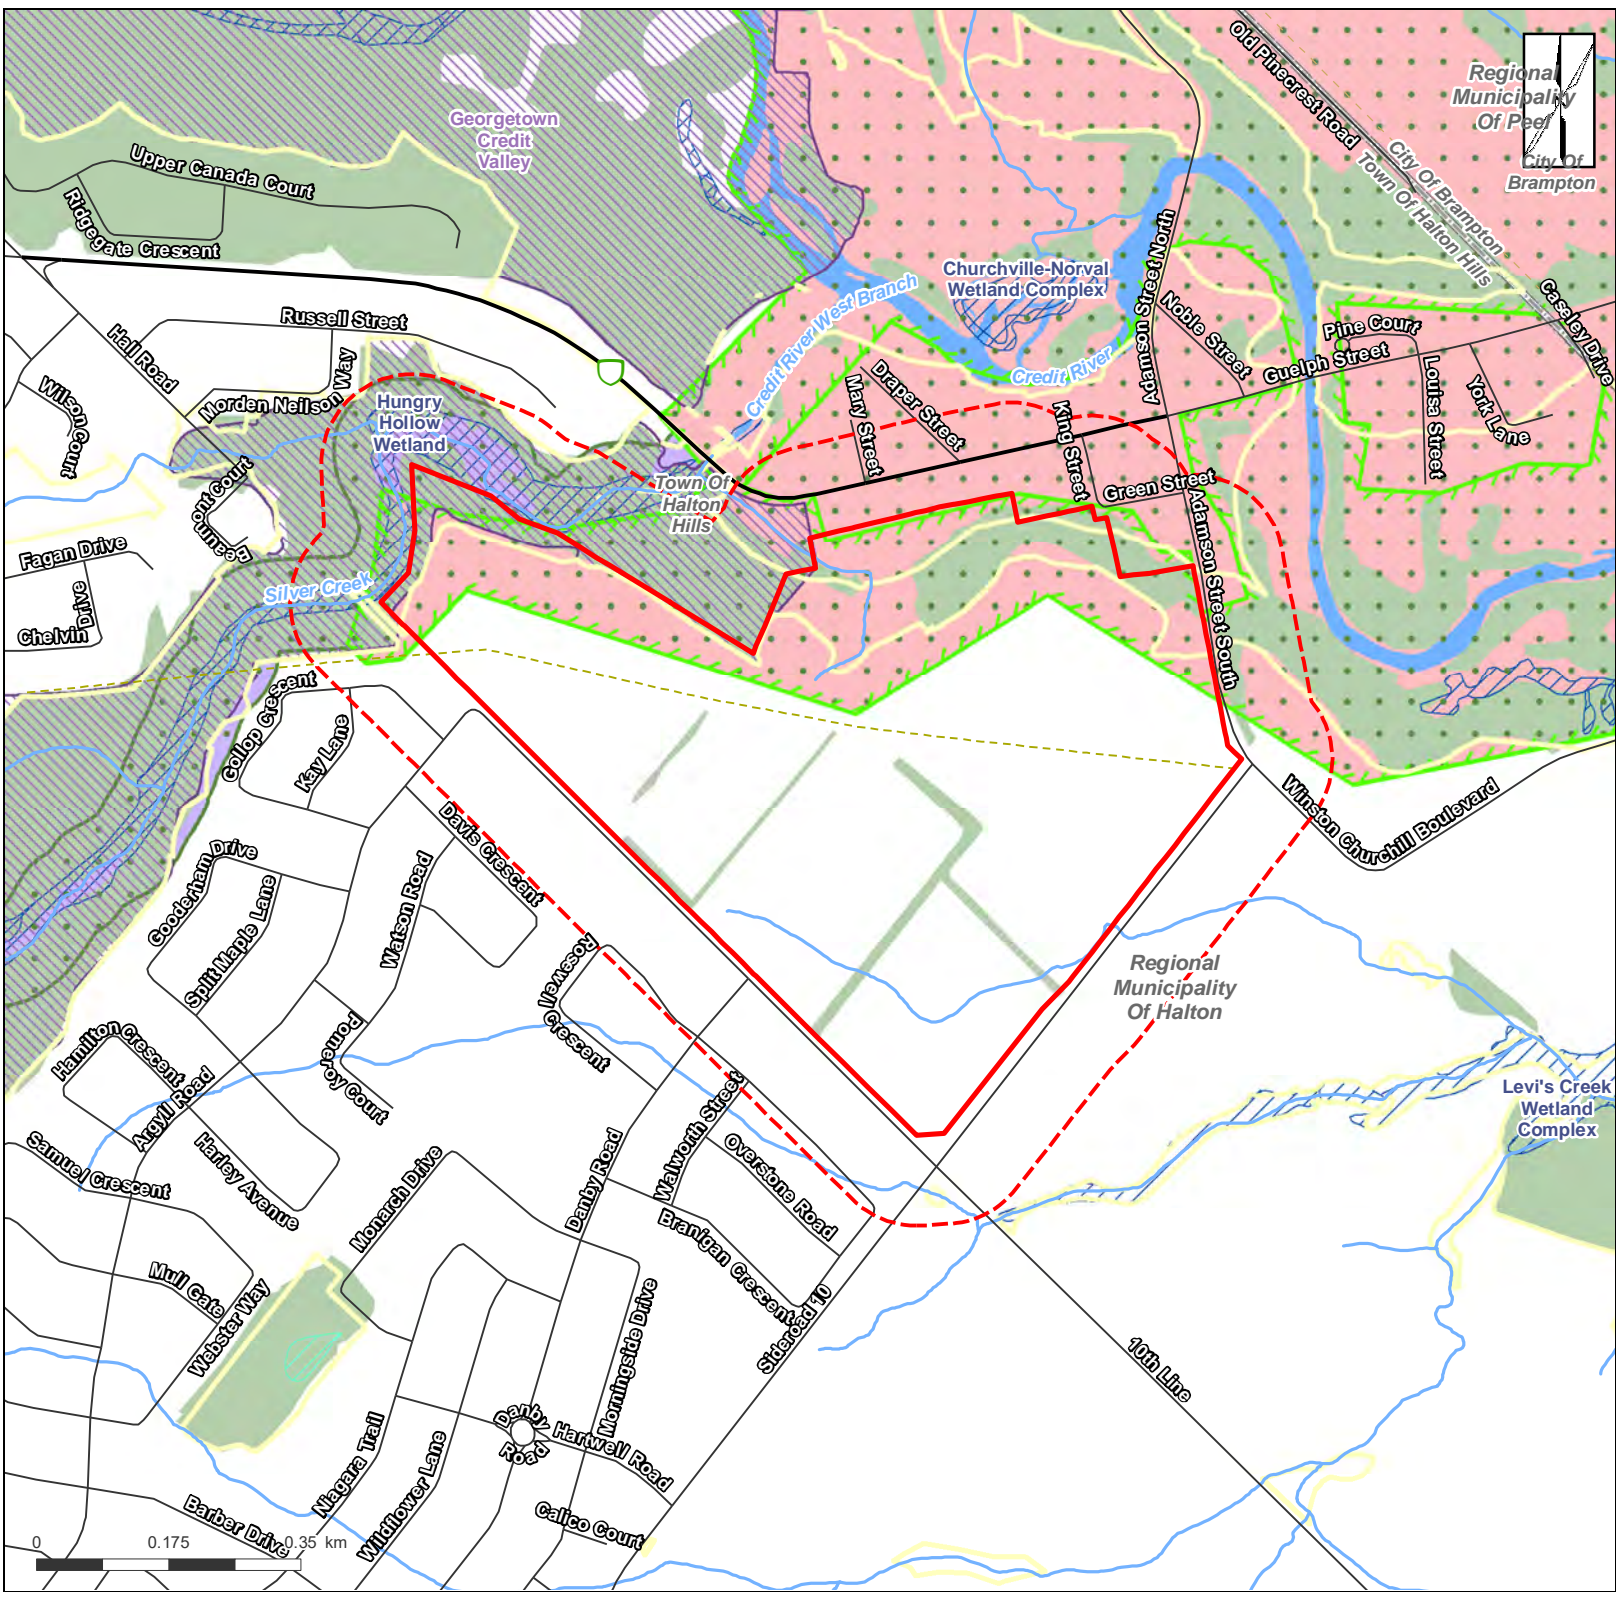 Old Pinecrest Road
Regional
Municipality
Of Peel
City Of
Brampton
City Of Brampton
Town Of Halton Hills
Georgetown
Credit
Valley
Upper Canada Court
Ridgegate Crescent
Churchville-Norval
Wetland Complex
Credit River West Branch
Adamson Street North
Noble Street
Caseley Drive
Pine Court
Guelph Street
Louisa Street
York Lane
Credit River
Russell Street
Hall Road
Wilson Court
Morden Neilson Way
Hungry
Hollow
Wetland
Mary Street
Draper Street
King Street
Green Street
Town Of
Halton
Hills
Beaumont Court
Fagan Drive
Chelvin
Drive
Silver Creek
Adamson Street South
Gollop Crescent
Kay Lane
Davis Crescent
Winston Churchill Boulevard
Gooderham Drive
Split Maple Lane
Watson Road
Roswell
Crescent
Regional
Municipality
Of Halton
Hamilton Crescent
Pomeroy Court
Argyll Road
Levi's Creek
Wetland
Complex
Samuel Crescent
Harley Avenue
Monarch Drive
Danby Road
Walworth Street
Overstone Road
Branigan Crescent
Mull Gate
Webster Way
Sideroad 10
Morningside Drive
10th Line
Danby
Road
Hartwell Road
Niagara Trail
Wildflower Lane
Calico Court
Barber Drive
0 0.175 0.35 km